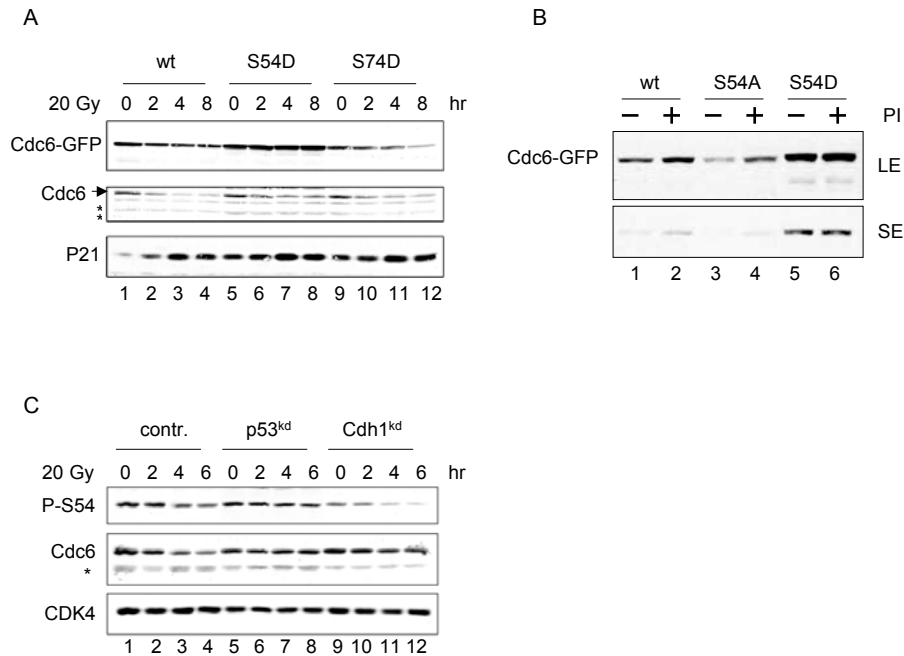 A
wt S54D S74D
20 Gy 0 2 4 8 0 2 4 8 0 2 4 8 hr
Cdc6-GFP
Cdc6
*
*
P21
1 2 3 4 5 6 7 8 9 10 11 12
B
wt S54A S54D
− + − + − + PI
Cdc6-GFP LE
SE
1 2 3 4 5 6
C
contr. p53kd Cdh1kd
20 Gy 0 2 4 6 0 2 4 6 0 2 4 6 hr
P-S54
Cdc6
*
CDK4
1 2 3 4 5 6 7 8 9 10 11 12